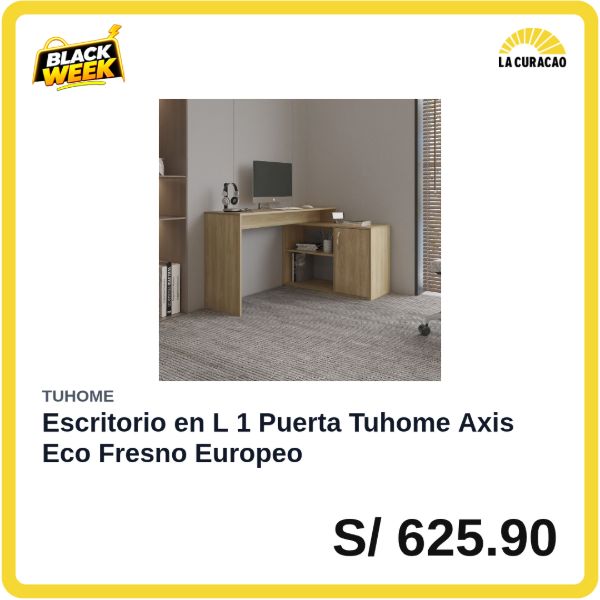 BLACK
WEEK
LA CURACAO
TUHOME
Escritorio en L 1 Puerta Tuhome Axis
Eco Fresno Europeo
S/ 625.90